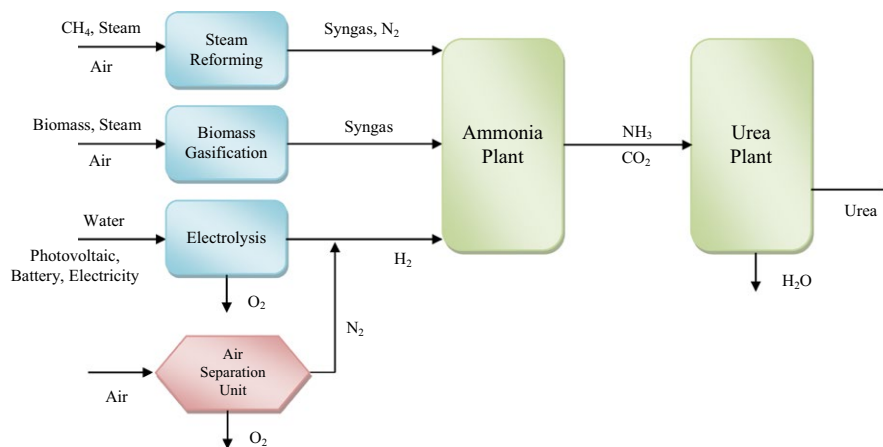 CH₄, Steam
Air
Steam
Reforming
Syngas, N₂
Biomass, Steam
Air
Biomass
Gasification
Syngas
Ammonia
Plant
NH₃
CO₂
Urea
Plant
Urea
H₂O
Water
Photovoltaic,
Battery, Electricity
Electrolysis
H₂
O₂
N₂
Air
Air
Separation
Unit
O₂